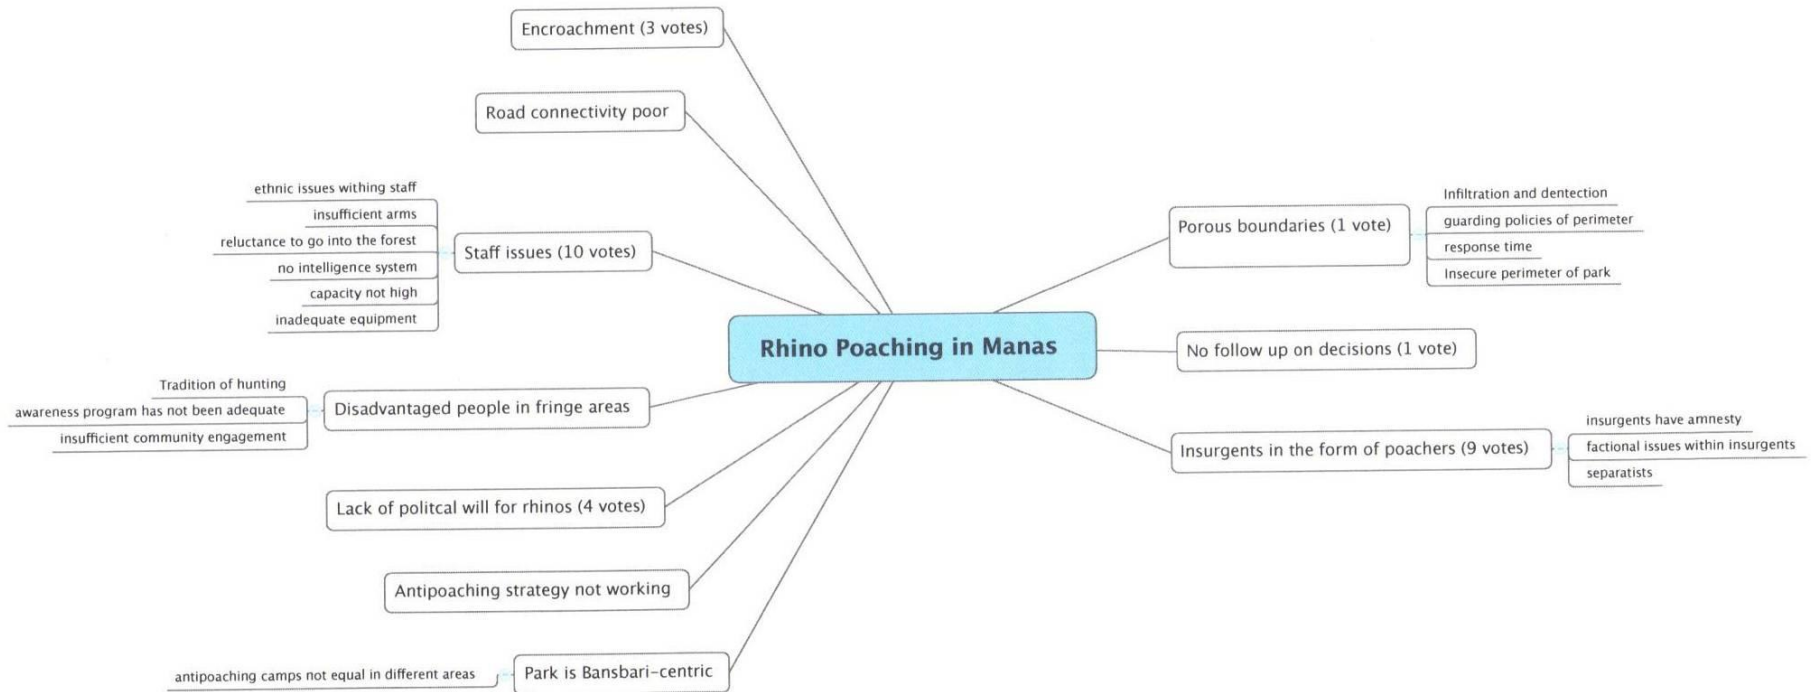 Encroachment (3 votes)
Road connectivity poor
ethnic issues withing staff
insufficient arms
reluctance to go into the forest
no intelligence system
capacity not high
inadequate equipment
Staff issues (10 votes)
Tradition of hunting
awareness program has not been adequate
insufficient community engagement
Disadvantaged people in fringe areas
Lack of politcal will for rhinos (4 votes)
Antipoaching strategy not working
antipoaching camps not equal in different areas
Park is Bansbari-centric
Rhino Poaching in Manas
Porous boundaries (1 vote)
Infiltration and dentection
guarding policies of perimeter
response time
Insecure perimeter of park
No follow up on decisions (1 vote)
Insurgents in the form of poachers (9 votes)
insurgents have amnesty
factional issues within insurgents
separatists